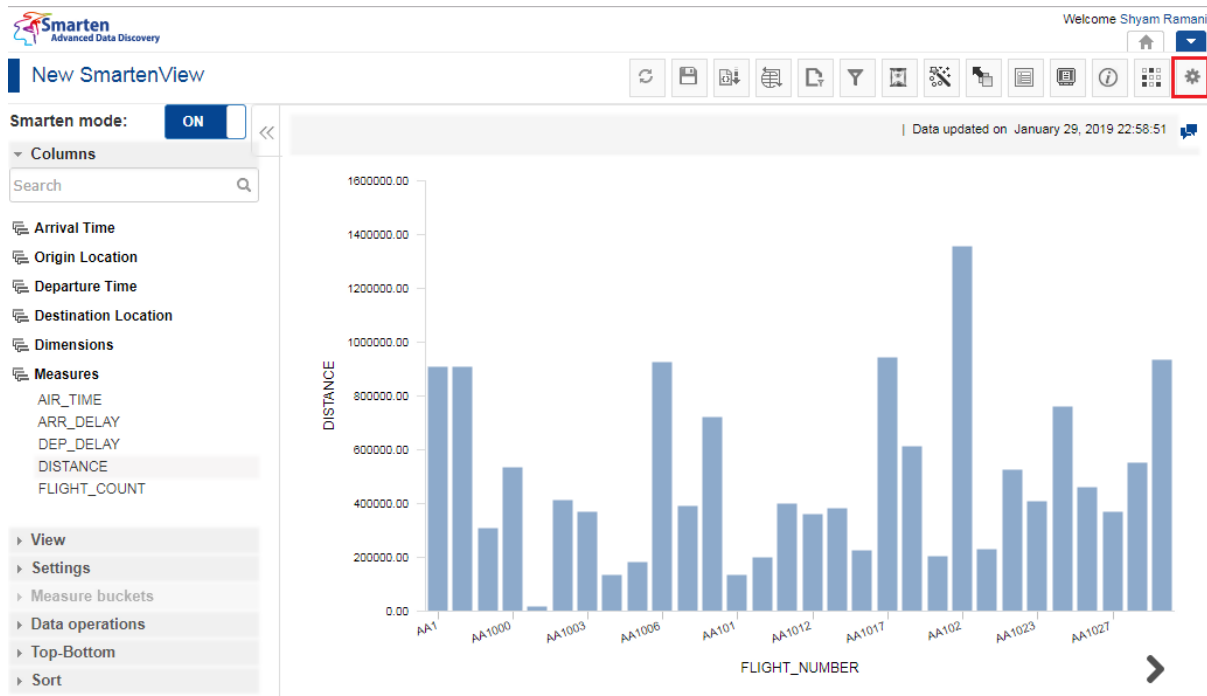 Smarten
Advanced Data Discovery
Welcome Shyam Ramani
New SmartenView
Smarten mode:
ON
| Data updated on January 29, 2019 22:58:51
Columns
Search
Arrival Time
Origin Location
Departure Time
Destination Location
Dimensions
Measures
AIR_TIME
ARR_DELAY
DEP_DELAY
DISTANCE
FLIGHT_COUNT
View
Settings
Measure buckets
Data operations
Top-Bottom
Sort
DISTANCE
1600000.00
1400000.00
1200000.00
1000000.00
800000.00
600000.00
400000.00
200000.00
0.00
AA1
AA1000
AA1003
AA1006
AA101
AA1012
AA1017
AA102
AA1023
AA1027
FLIGHT_NUMBER